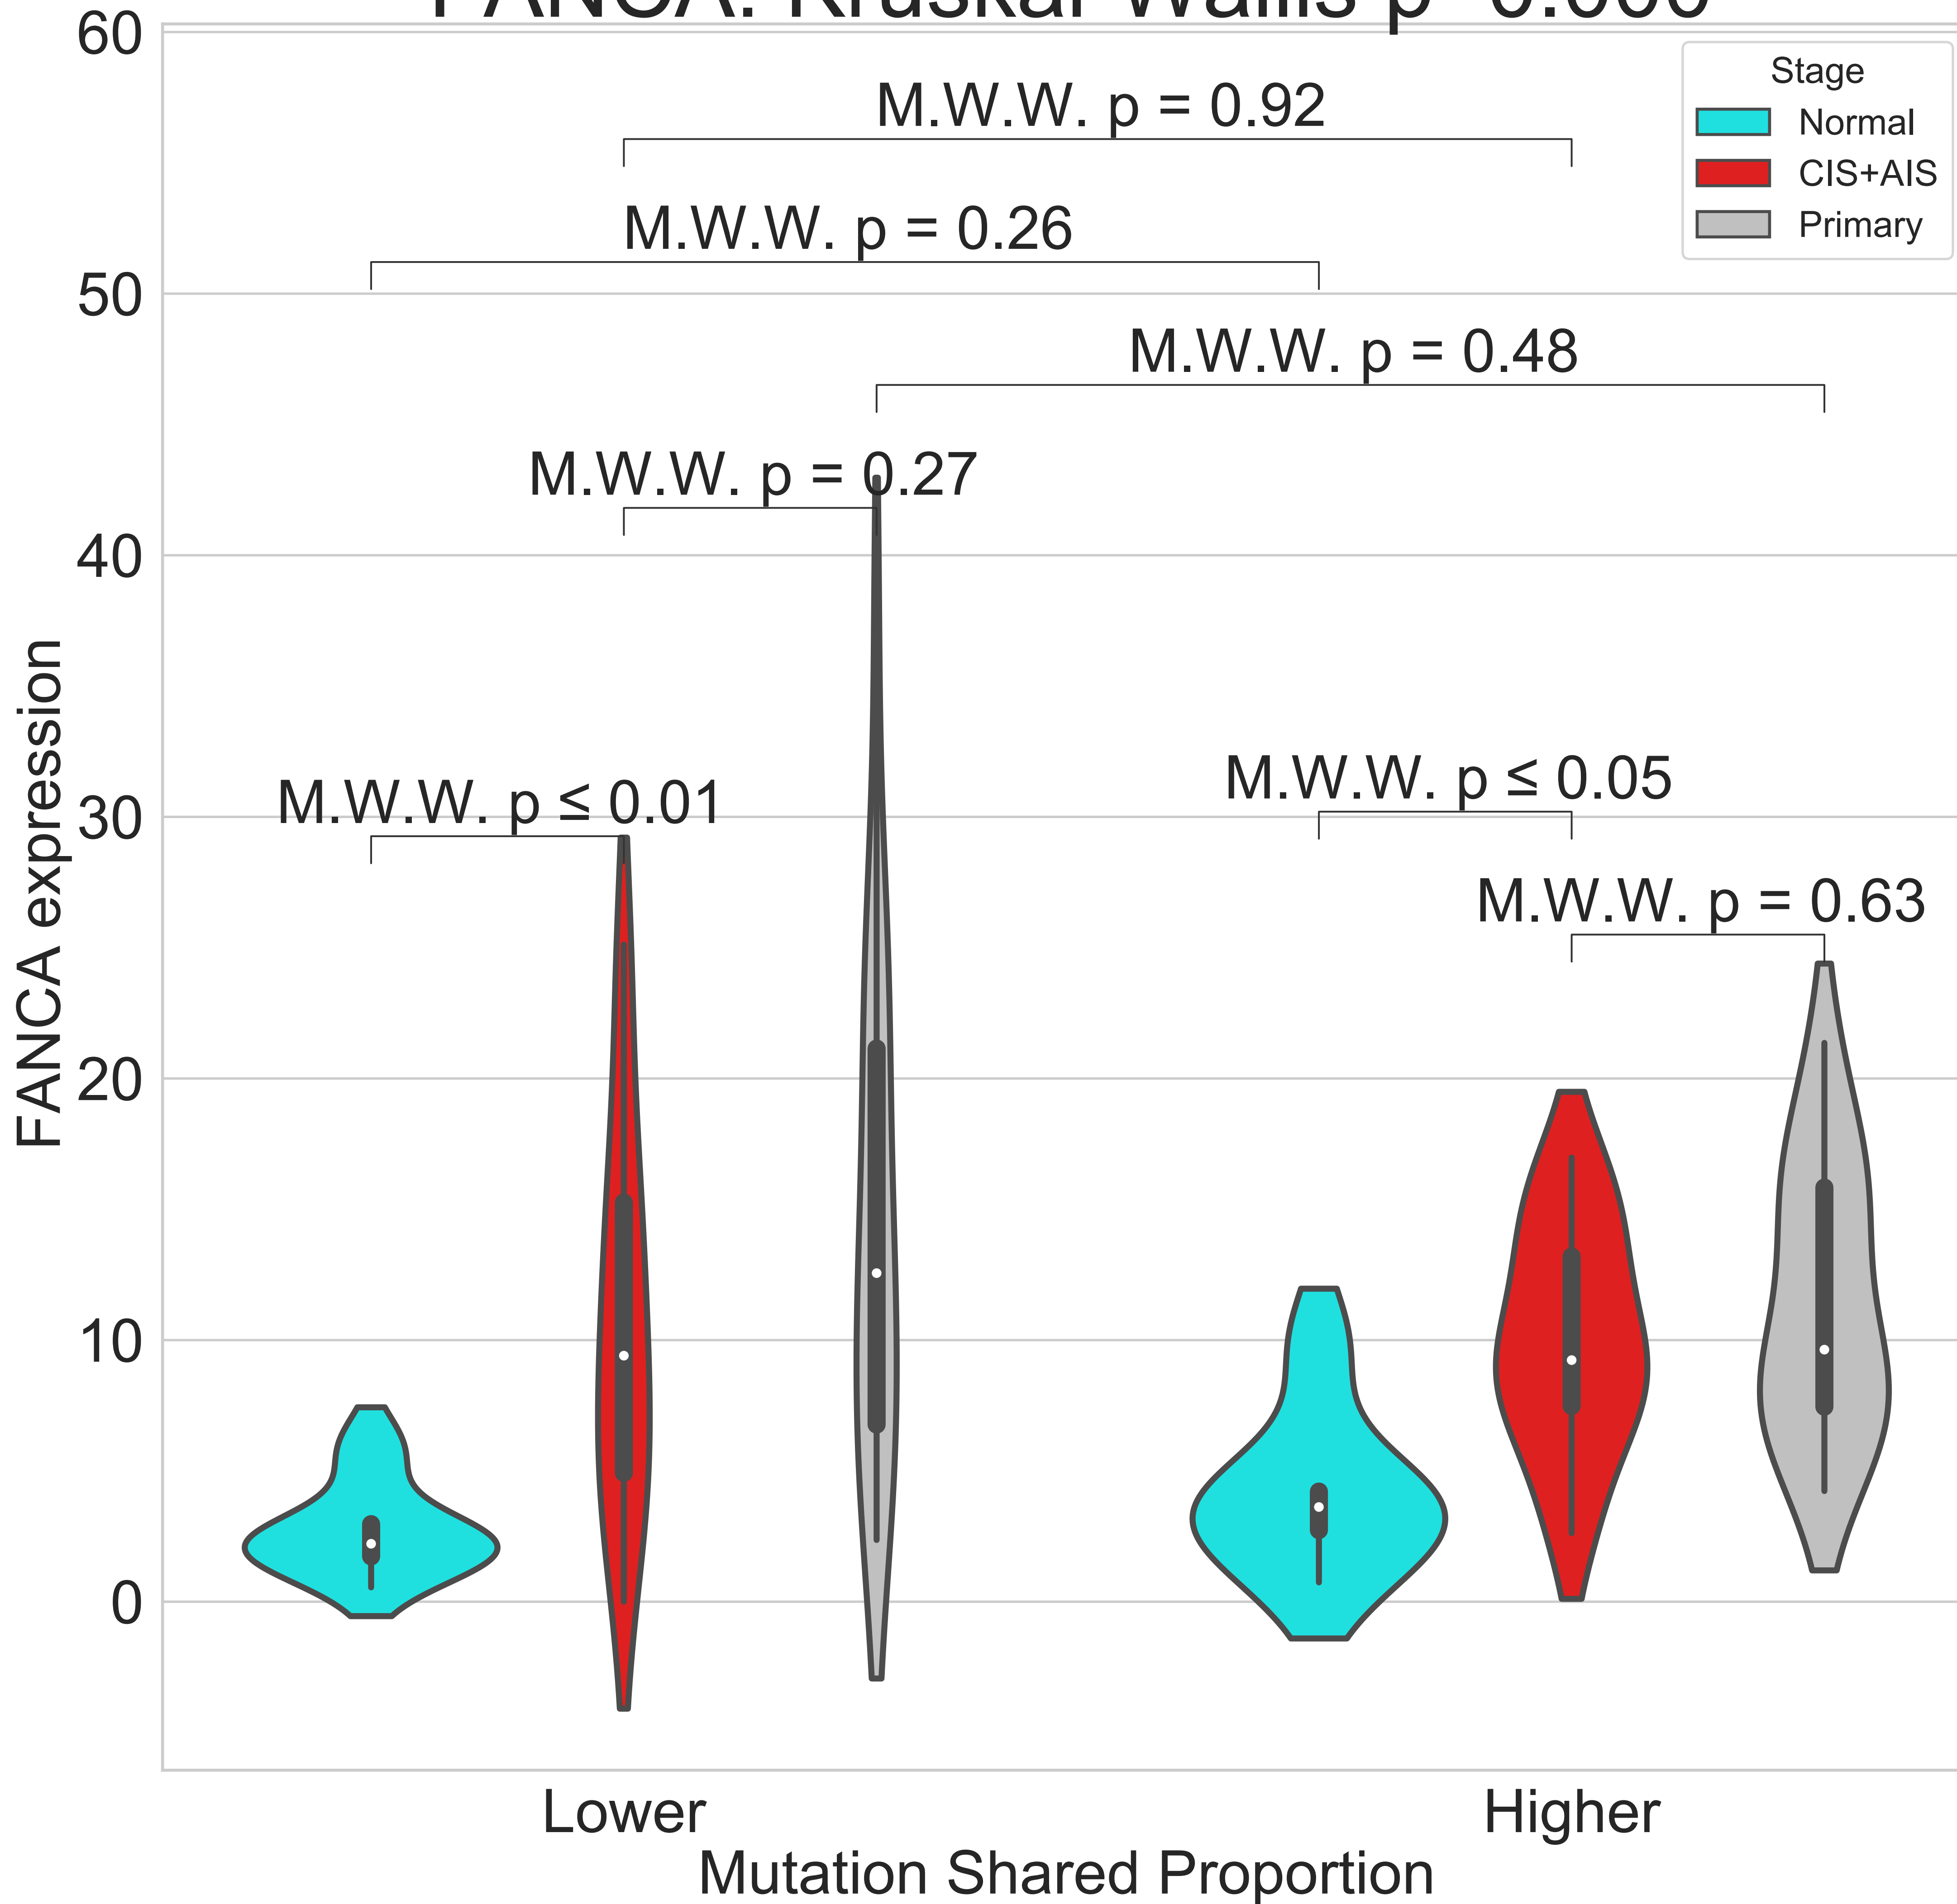 60
Stage
Normal
CIS+AIS
Primary
M.W.W. p = 0.92
M.W.W. p = 0.26
50
M.W.W. p = 0.48
M.W.W. p = 0.27
40
M.W.W. p ≤ 0.05
M.W.W. p ≤ 0.01
30
M.W.W. p = 0.63
FANCA expression
20
10
0
Lower
Higher
Mutation Shared Proportion